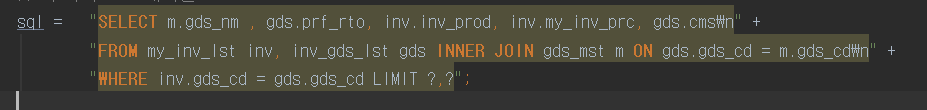 sql = "SELECT m.gds_nm , gds.prf_rto, inv.inv_prod, inv.my_inv_prc, gds.cms₩n" +
"FROM my_inv_lst inv, inv_gds_lst gds INNER JOIN gds_mst m ON gds.gds_cd = m.gds_cd₩n" +
"WHERE inv.gds_cd = gds.gds_cd LIMIT ?,?";